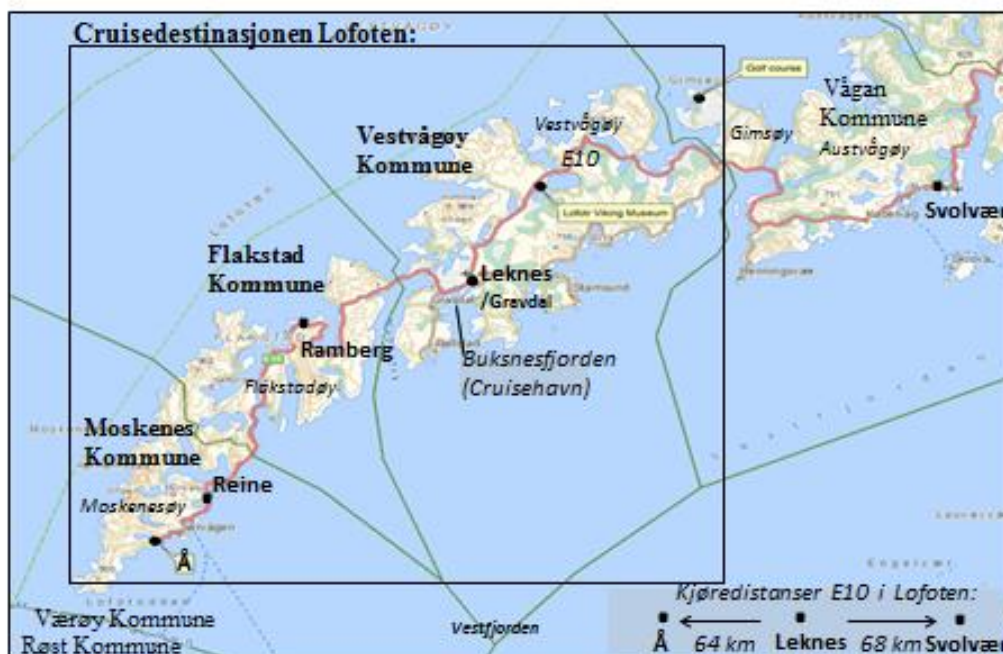 Cruisedestinasjonen Lofoten:
Golf course
Vågan
Kommune
Vestvågøy
Gimsøy
Austvågøy
Vestvågøy
Kommune
E10
Lofotr Viking Museum
Svolvær
Flakstad
Kommune
Leknes
/Gravdal
Stamsund
Ramberg
Buksnesfjorden
(Cruisehavn)
Flakstadøy
Moskenes
Kommune
Reine
Moskenesøy
Å
Værøy Kommune
Røst Kommune
Vestfjorden
Kjøredistanser E10 i Lofoten:
Å 64 km Leknes 68 km Svolvær